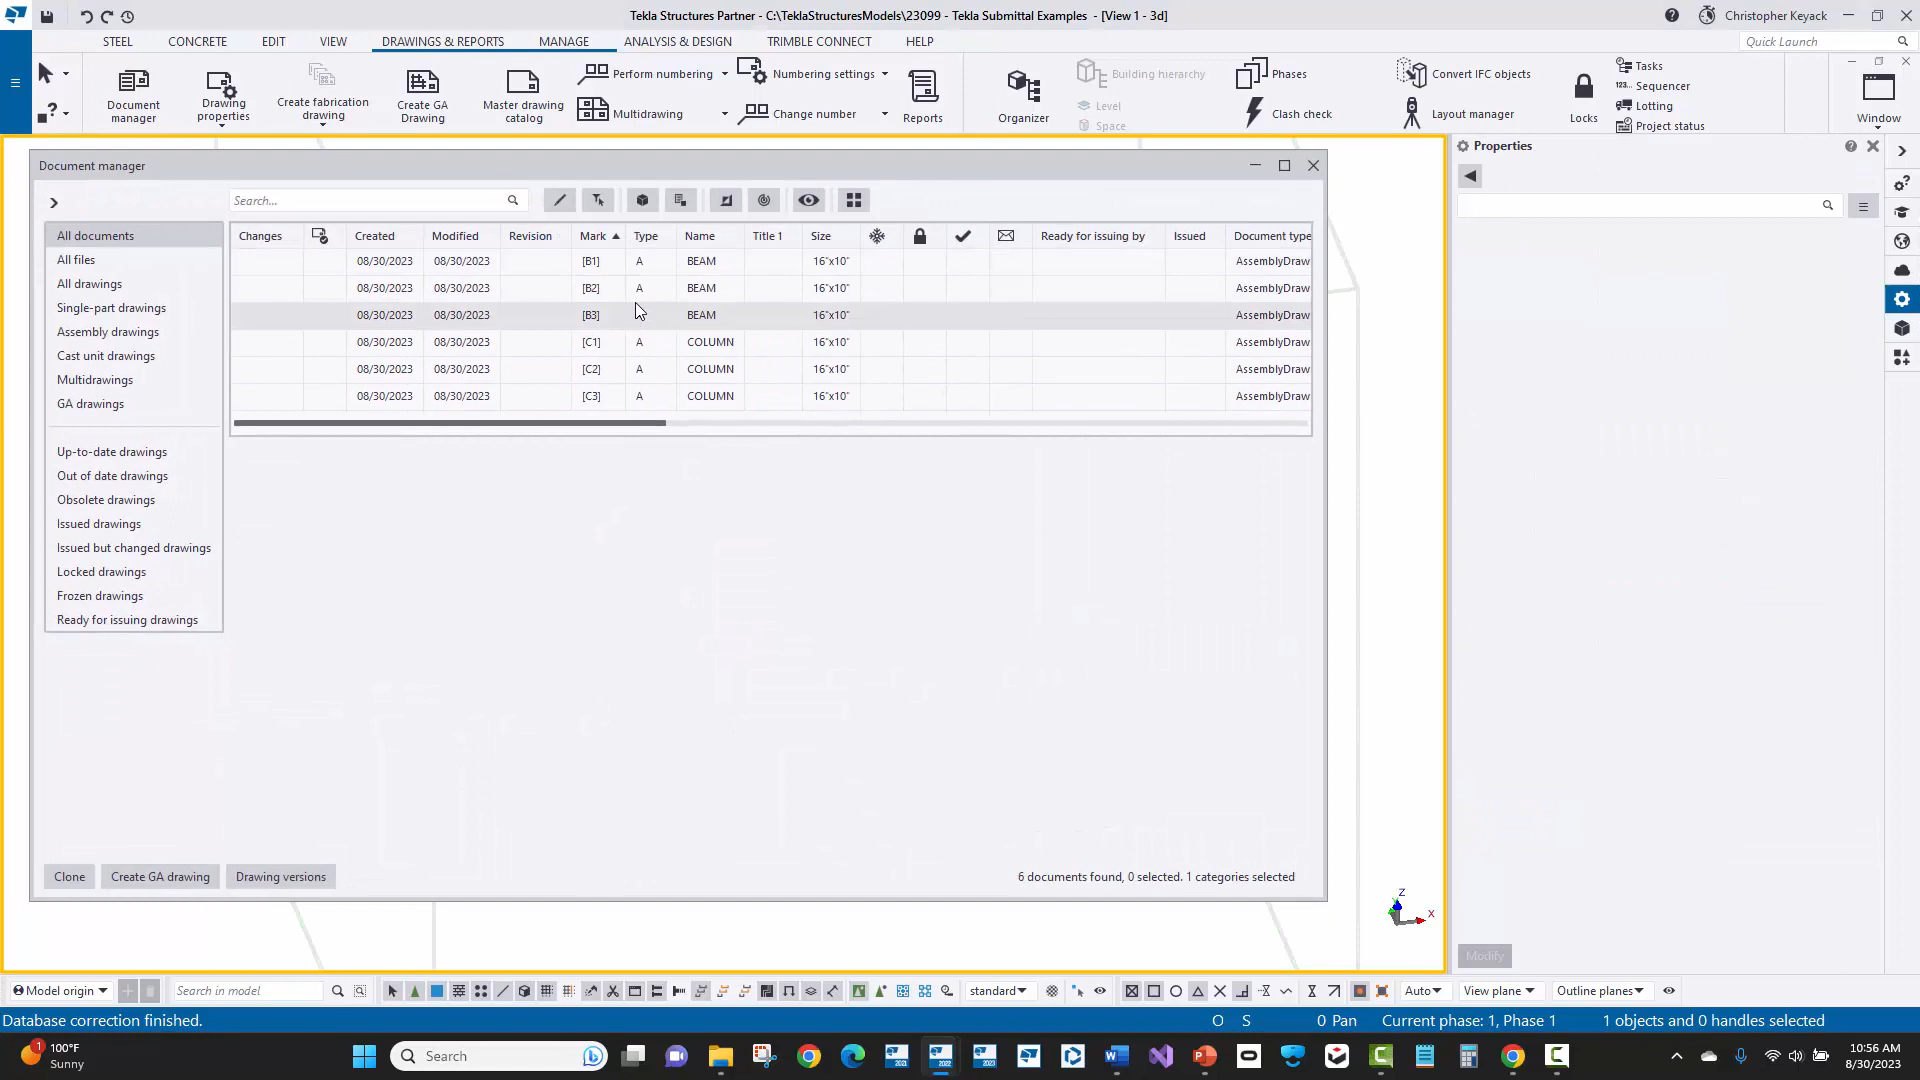 Tekla Structures Partner - C:\TeklaStructuresModels\23099 - Tekla Submittal Examples - [View 1 - 3d]
Christopher Keyack
STEEL CONCRETE EDIT VIEW DRAWINGS & REPORTS MANAGE ANALYSIS & DESIGN TRIMBLE CONNECT HELP
Quick Launch
Document manager
Drawing properties
Create fabrication drawing
Create GA Drawing
Master drawing catalog
Perform numbering
Multidrawing
Numbering settings
Change number
Reports
Organizer
Building hierarchy
Level
Space
Phases
Clash check
Convert IFC objects
Layout manager
Locks
Tasks
123... Sequencer
Lotting
Project status
Window
Document manager
Search...
All documents
All files
All drawings
Single-part drawings
Assembly drawings
Cast unit drawings
Multidrawings
GA drawings
Up-to-date drawings
Out of date drawings
Obsolete drawings
Issued drawings
Issued but changed drawings
Locked drawings
Frozen drawings
Ready for issuing drawings
Changes Created Modified Revision Mark Type Name Title 1 Size Ready for issuing by Issued Document type
08/30/2023 08/30/2023 [B1] A BEAM 16"x10" AssemblyDraw
08/30/2023 08/30/2023 [B2] A BEAM 16"x10" AssemblyDraw
08/30/2023 08/30/2023 [B3] BEAM 16"x10" AssemblyDraw
08/30/2023 08/30/2023 [C1] A COLUMN 16"x10" AssemblyDraw
08/30/2023 08/30/2023 [C2] A COLUMN 16"x10" AssemblyDraw
08/30/2023 08/30/2023 [C3] A COLUMN 16"x10" AssemblyDraw
Clone Create GA drawing Drawing versions
6 documents found, 0 selected. 1 categories selected
Properties
Modify
Z
X
Model origin
Search in model
standard
Auto
View plane
Outline planes
Database correction finished.
O S 0 Pan Current phase: 1, Phase 1 1 objects and 0 handles selected
1
100°F
Sunny
Search
2021
2022
2023
10:56 AM
8/30/2023